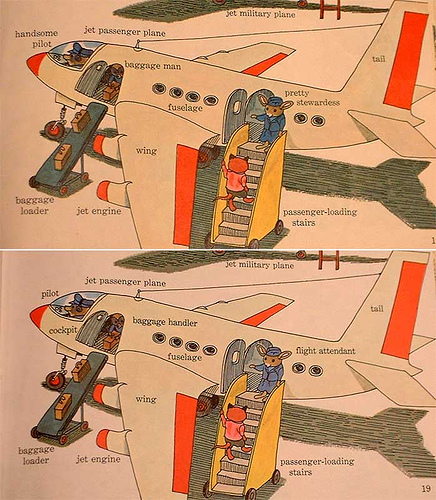 jet military plane
handsome
pilot
jet passenger plane
baggage man
tail
pretty
stewardess
fuselage
wing
baggage
loader
jet engine
passenger-loading
stairs
1
jet military plane
jet passenger plane
pilot
tail
cockpit
baggage handler
flight attendant
fuselage
wing
baggage
loader
jet engine
passenger-loading
stairs
19